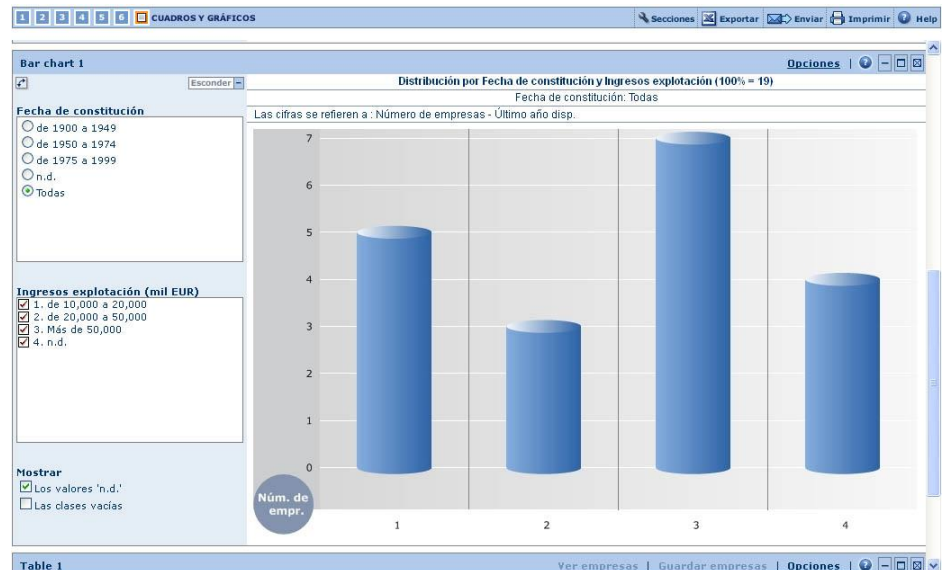 1 2 3 4 5 6 CUADROS Y GRÁFICOS Secciones Exportar Enviar Imprimir Help
Bar chart 1 Opciones |
Esconder
Distribución por Fecha de constitución y Ingresos explotación (100% = 19)
Fecha de constitución: Todas
Las cifras se refieren a : Número de empresas - Último año disp.
Fecha de constitución
de 1900 a 1949
de 1950 a 1974
de 1975 a 1999
n.d.
Todas
Ingresos explotación (mil EUR)
1. de 10,000 a 20,000
2. de 20,000 a 50,000
3. Más de 50,000
4. n.d.
Mostrar
Los valores 'n.d.'
Las clases vacías
7
6
5
4
3
2
1
0
Núm. de
empr.
1 2 3 4
Table 1 Ver empresas | Guardar empresas | Opciones |